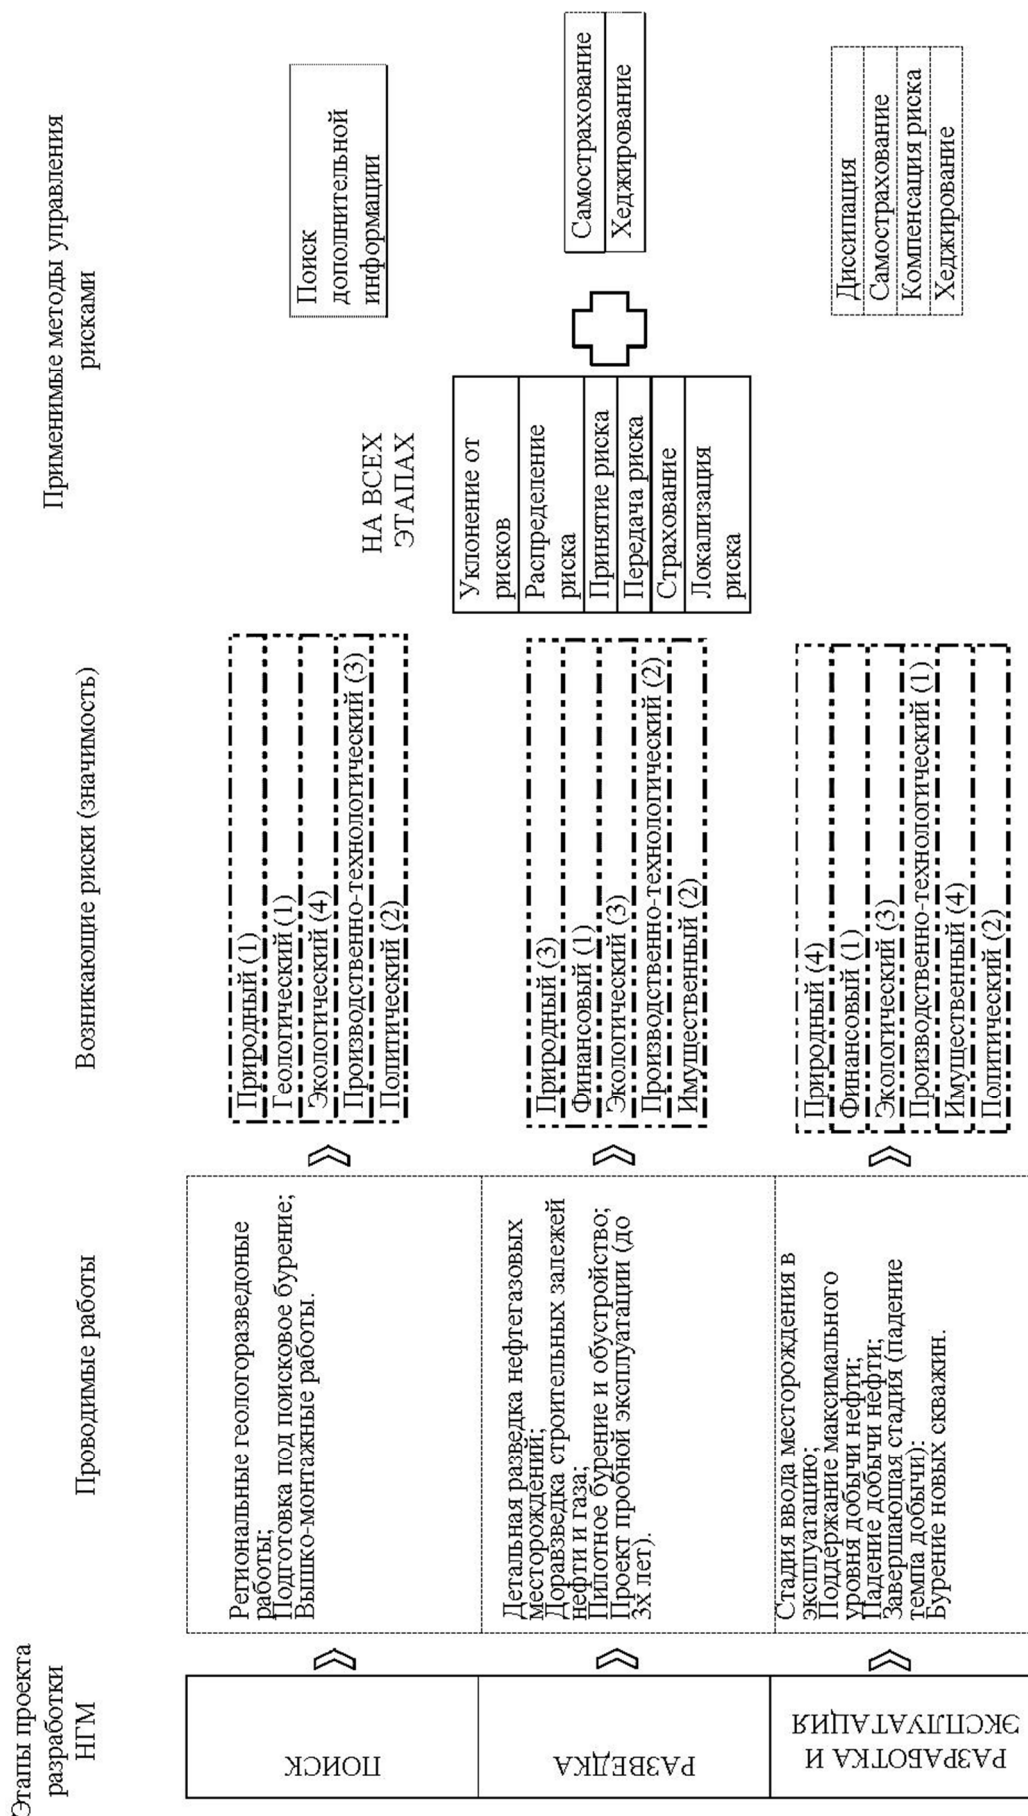 Этапы проекта
разработки
НГМ
Проводимые работы
Возникающие риски (значимость)
Применимые методы управления
рисками
ПОИСК
Региональные геологоразведоные
работы;
Подготовка под поисковое бурение;
Вышко-монтажные работы.
Природный (1)
Геологический (1)
Экологический (4)
Производственно-технологический (3)
Политический (2)
Поиск
дополнительной
информации
РАЗВЕДКА
Детальная разведка нефтегазовых
месторождений;
Доравзведка строительных залежей
нефти и газа;
Пилотное бурение и обустройство;
Проект пробной эксплуатации (до
3х лет).
Природный (3)
Финансовый (1)
Экологический (3)
Производственно-технологический (2)
Имущественный (2)
НА ВСЕХ
ЭТАПАХ
Уклонение от
рисков
Распределение
риска
Принятие риска
Передача риска
Страхование
Локализация
риска
Самострахование
Хеджирование
РАЗРАБОТКА И
ЭКСПЛУАТАЦИЯ
Стадия ввода месторождения в
эксплуатацию;
Поддержание максимального
уровня добычи нефти;
Падение добычи нефти;
Завершающая стадия (падение
темпа добычи):
Бурение новых скважин.
Природный (4)
Финансовый (1)
Экологический (3)
Производственно-технологический (1)
Имущественный (4)
Политический (2)
Диссипация
Самострахование
Компенсация риска
Хеджирование